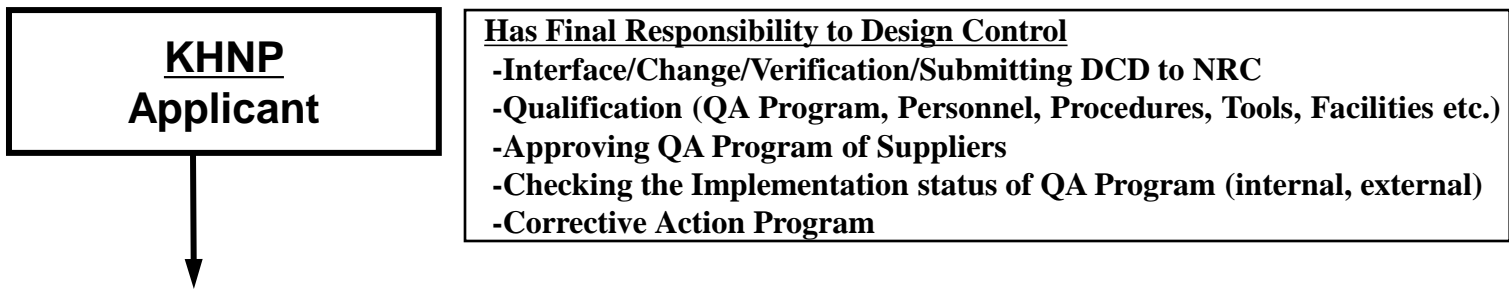 KHNP
Applicant
Has Final Responsibility to Design Control
-Interface/Change/Verification/Submitting DCD to NRC
-Qualification (QA Program, Personnel, Procedures, Tools, Facilities etc.)
-Approving QA Program of Suppliers
-Checking the Implementation status of QA Program (internal, external)
-Corrective Action Program